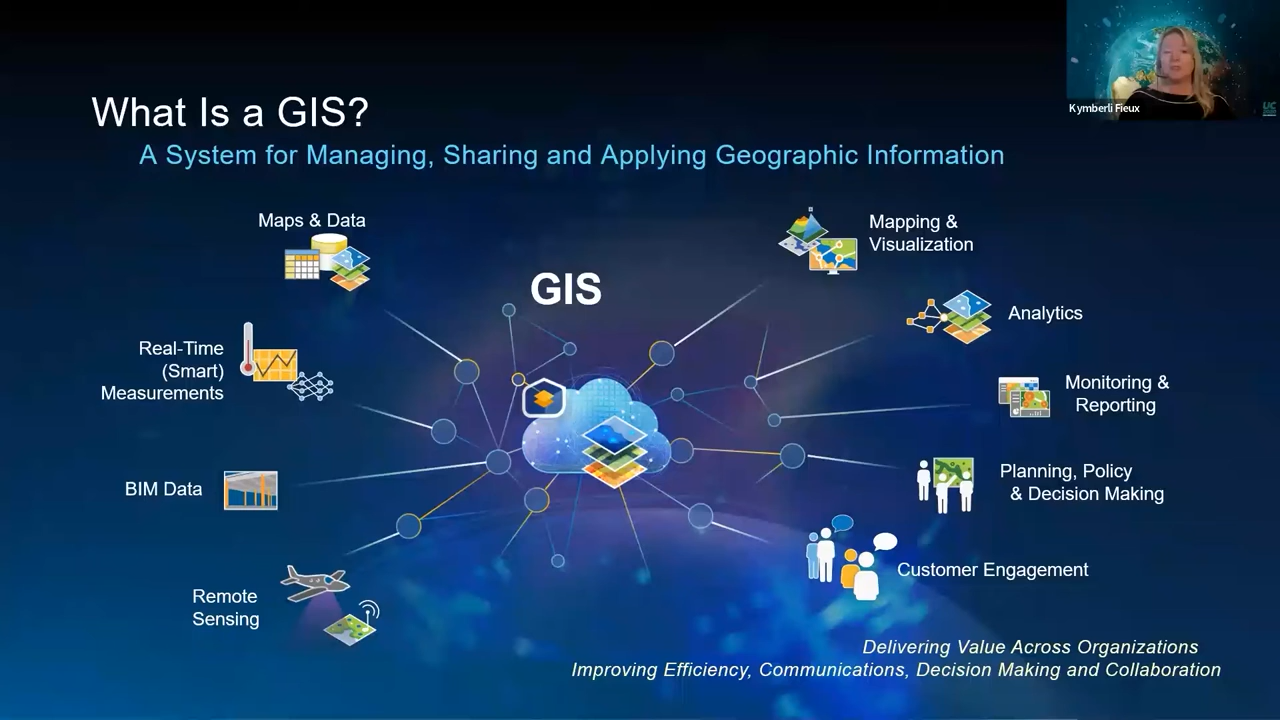 What Is a GIS?
A System for Managing, Sharing and Applying Geographic Information
Kymberli Fieux
UC
Maps & Data
Real-Time
(Smart)
Measurements
BIM Data
Remote
Sensing
GIS
Mapping &
Visualization
Analytics
Monitoring &
Reporting
Planning, Policy
& Decision Making
Customer Engagement
Delivering Value Across Organizations
Improving Efficiency, Communications, Decision Making and Collaboration